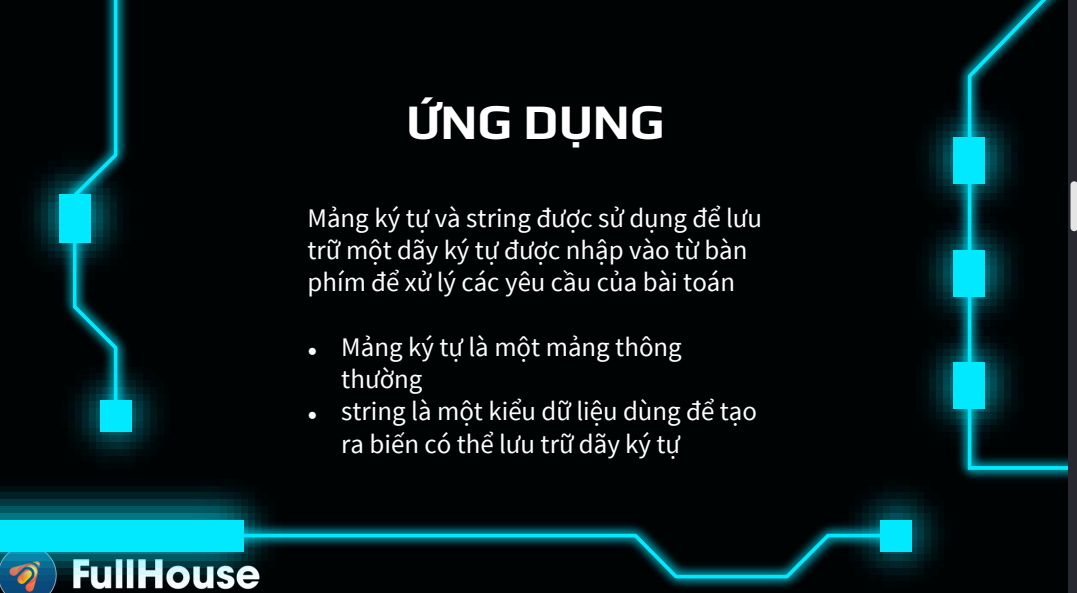 ỨNG DỤNG
Mảng ký tự và string được sử dụng để lưu
trữ một dãy ký tự được nhập vào từ bàn
phím để xử lý các yêu cầu của bài toán
● Mảng ký tự là một mảng thông
thường
● string là một kiểu dữ liệu dùng để tạo
ra biến có thể lưu trữ dãy ký tự
FullHouse